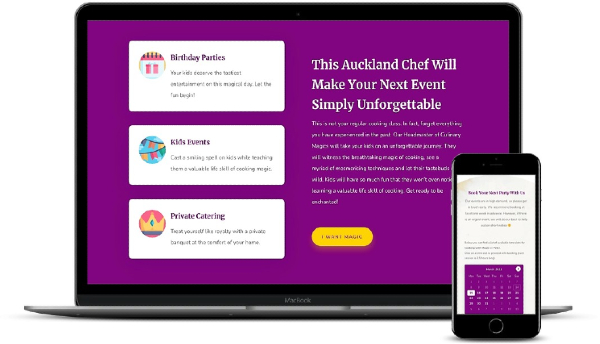 Birthday Parties
Your kids deserve the tastiest
entertainment on this magical day. Let the
fun begin!
Kids Events
Cast a smiling spell on kids while teaching
them a valuable life skill of cooking magic.
Private Catering
Treat yourself like royalty with a private
banquet at the comfort of your home.
This Auckland Chef Will
Make Your Next Event
Simply Unforgettable
This is not your regular cooking class. In fact, forget everything
you have experienced in the past. Our Headmaster of Culinary
Magic will take your kids on an unforgettable journey. They
will witness the breathtaking magic of cooking, see a
myriad of mesmerising techniques and let their tastebuds
wild. Kids will have so much fun that they won't even notice
learning a valuable life skill of cooking. Get ready to be
enchanted!
I WANT MAGIC
MacBook
Book Your Next Party With Us